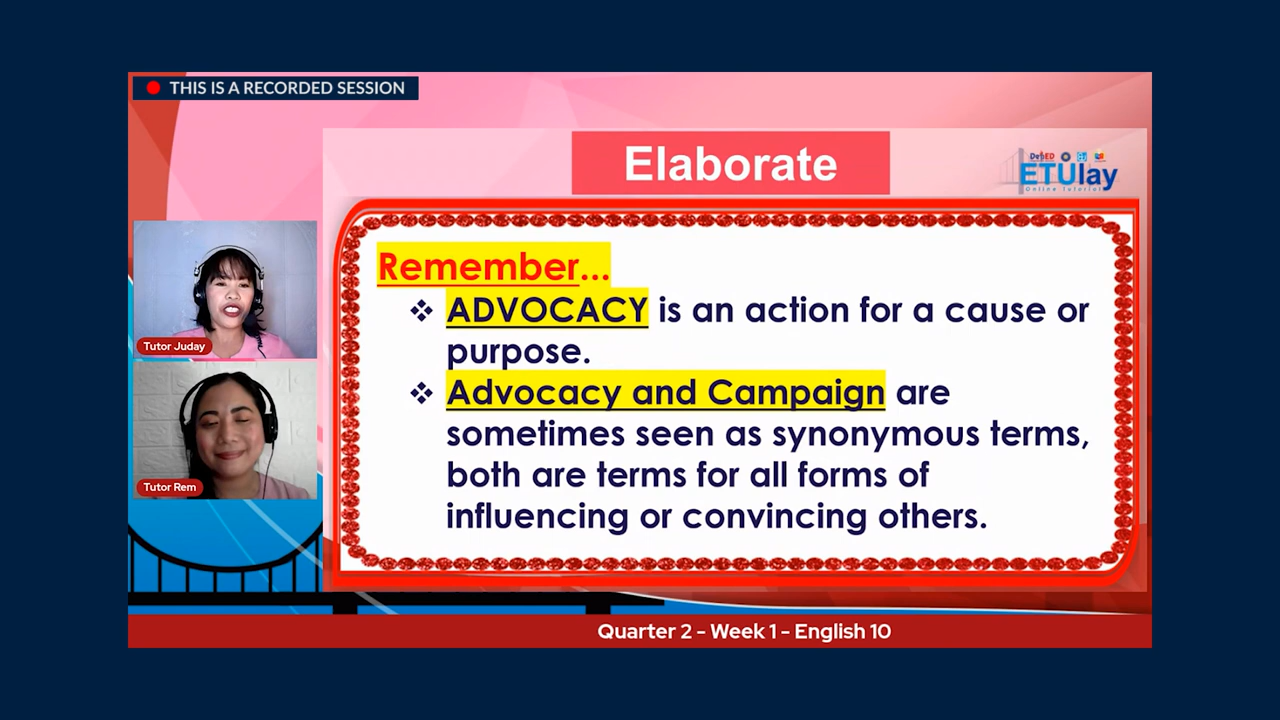 THIS IS A RECORDED SESSION
Elaborate
DepED
ETUlay
Online Tutorial
Remember...
❖ ADVOCACY is an action for a cause or
purpose.
❖ Advocacy and Campaign are
sometimes seen as synonymous terms,
both are terms for all forms of
influencing or convincing others.
Tutor Juday
Tutor Rem
Quarter 2 - Week 1 - English 10